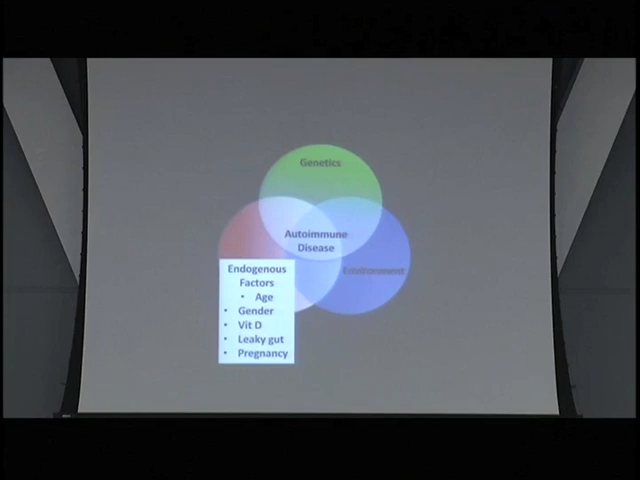 Genetics
Autoimmune
Disease
Environment
Endogenous
Factors
• Age
• Gender
• Vit D
• Leaky gut
• Pregnancy